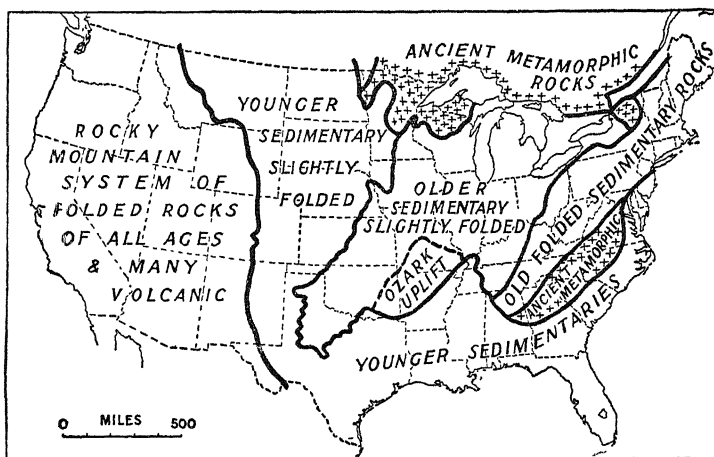 ANCIENT METAMORPHIC
ROCKS
YOUNGER
SEDIMENTARY
SLIGHTLY
FOLDED
ROCKY
MOUNTAIN
SYSTEM OF
FOLDED ROCKS
OF ALL AGES
& MANY
VOLCANIC
OLDER
SEDIMENTARY
SLIGHTLY FOLDED
OZARK
UPLIFT
OLD FOLDED SEDIMENTARY ROCKS
ANCIENT
METAMORPHIC
YOUNGER SEDIMENTARIES
0 MILES 500